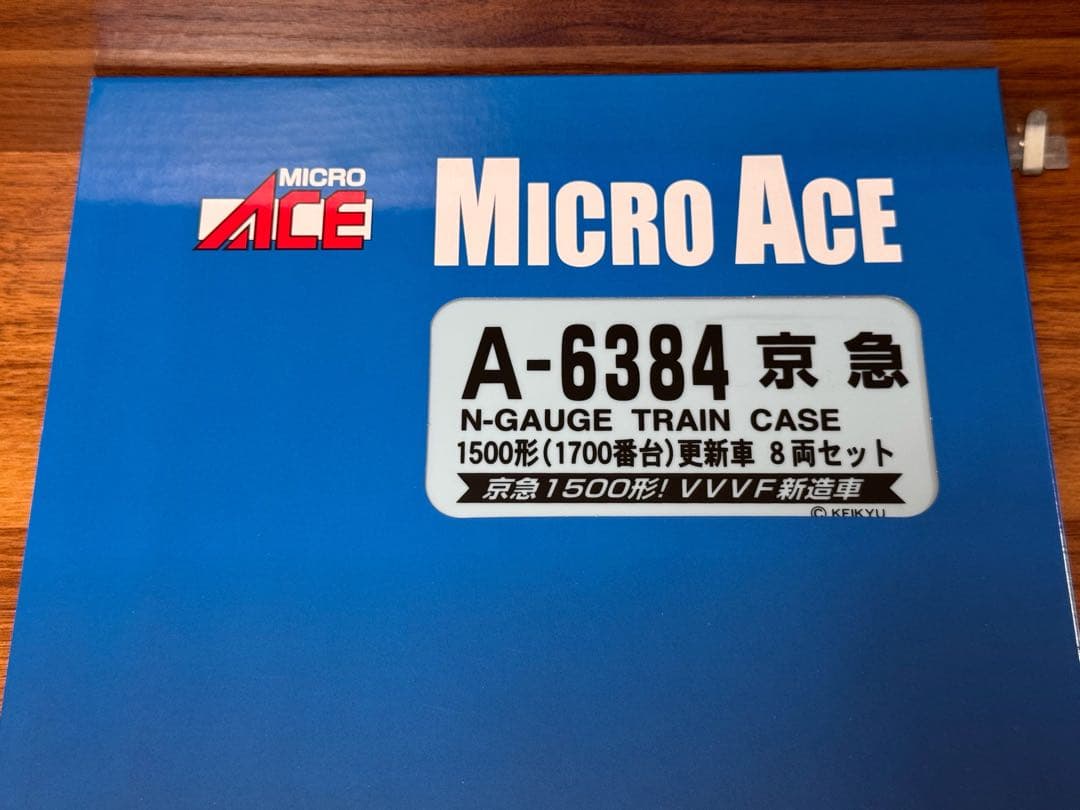 MICRO
ACE
MICRO ACE
A-6384 京急
N-GAUGE TRAIN CASE
1500形(1700番台)更新車 8両セット
京急1500形! VVVF新造車
© KEIKYU